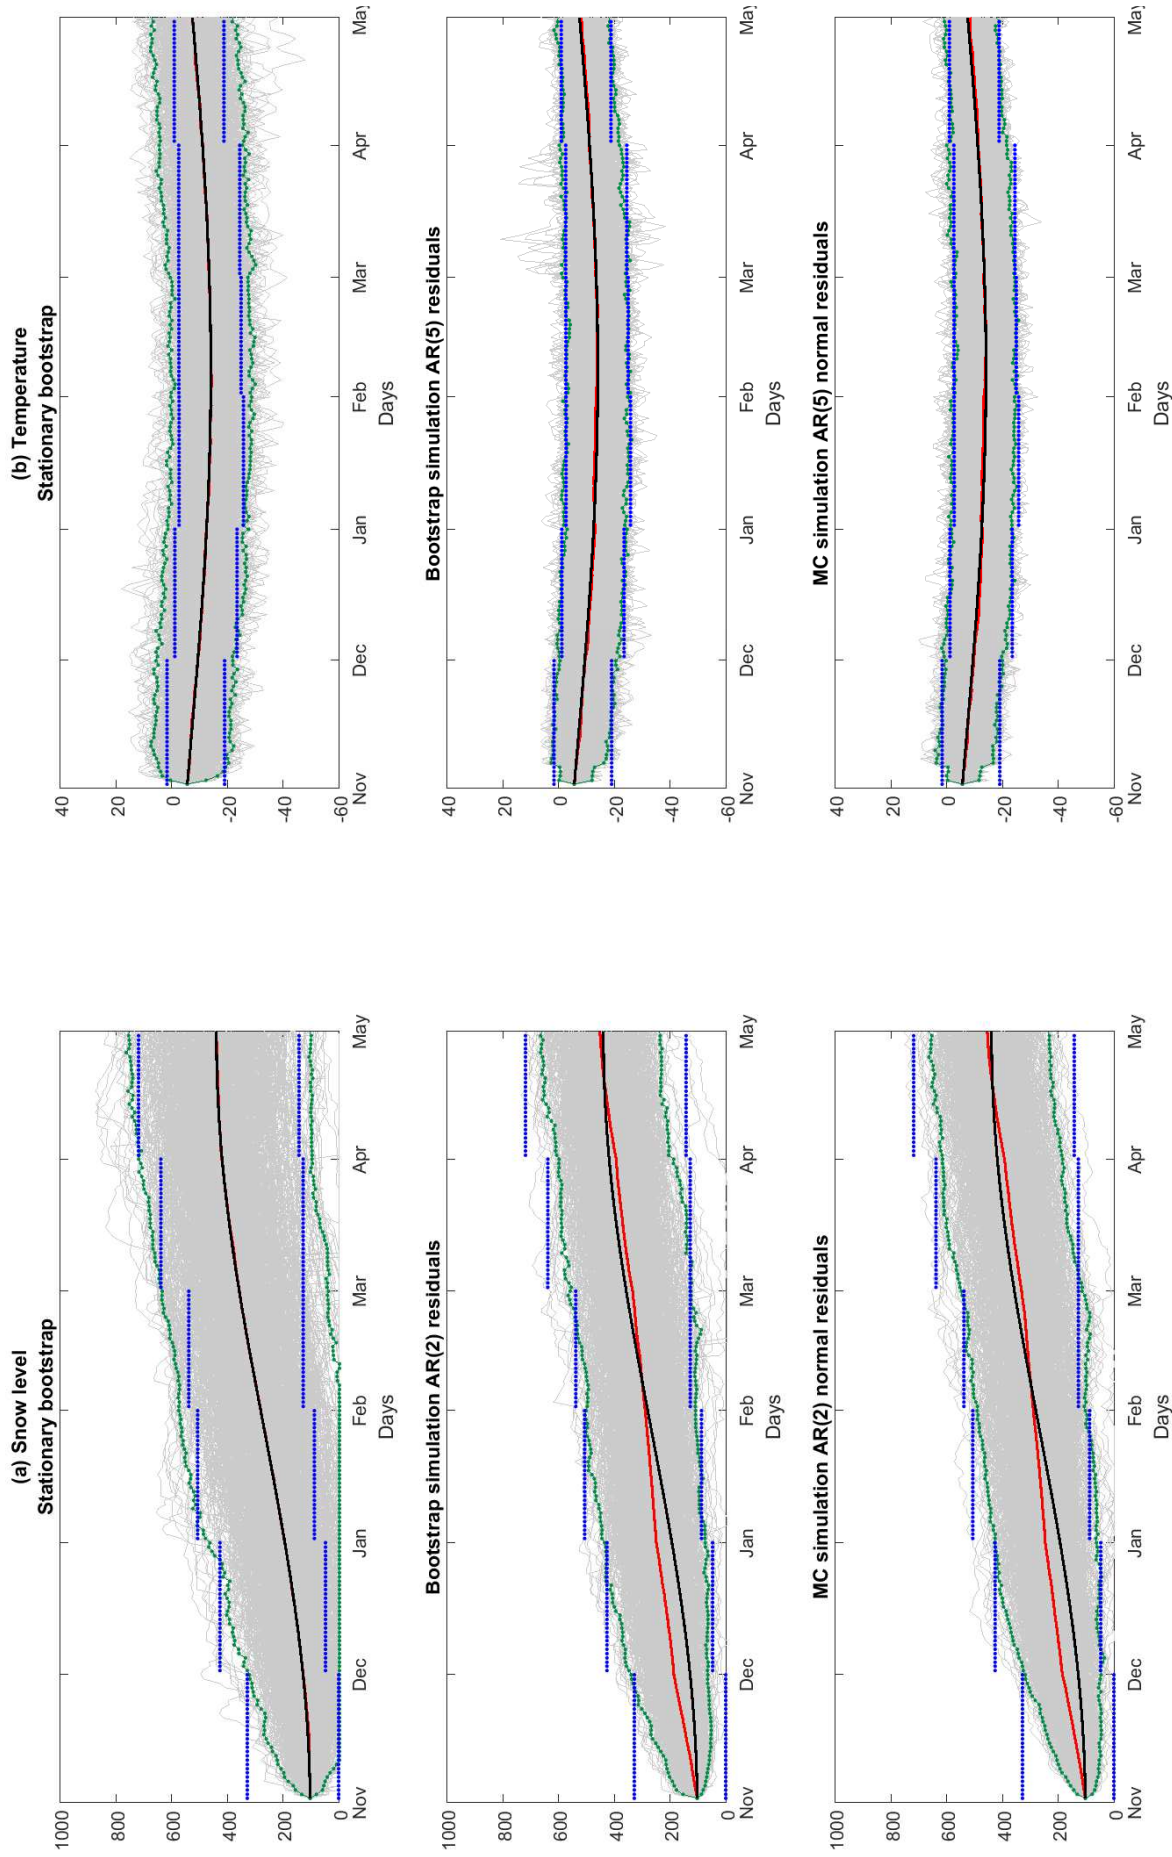 (a) Snow level
Stationary bootstrap
1000
800
600
400
200
0
Nov Dec Jan Feb Mar Apr May
Days
Bootstrap simulation AR(2) residuals
1000
800
600
400
200
0
Nov Dec Jan Feb Mar Apr May
Days
MC simulation AR(2) normal residuals
1000
800
600
400
200
0
Nov Dec Jan Feb Mar Apr May
Days
(b) Temperature
Stationary bootstrap
40
20
0
-20
-40
-60
Nov Dec Jan Feb Mar Apr May
Days
Bootstrap simulation AR(5) residuals
40
20
0
-20
-40
-60
Nov Dec Jan Feb Mar Apr May
Days
MC simulation AR(5) normal residuals
40
20
0
-20
-40
-60
Nov Dec Jan Feb Mar Apr May
Days